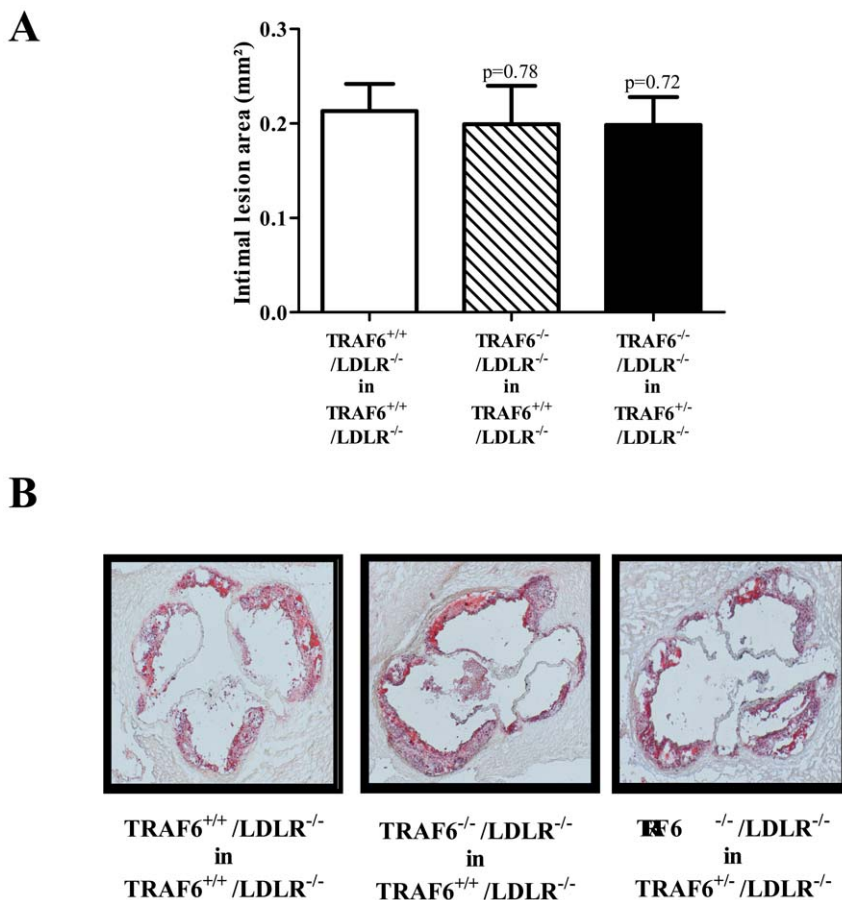 A
Intimal lesion area (mm²)
0.3
0.2
0.1
0.0
p=0.78
p=0.72
TRAF6+/+
/LDLR-/-
in
TRAF6+/+
/LDLR-/-
TRAF6-/-
/LDLR-/-
in
TRAF6+/+
/LDLR-/-
TRAF6-/-
/LDLR-/-
in
TRAF6+/-
/LDLR-/-
B
TRAF6+/+/LDLR-/-
in
TRAF6+/+/LDLR-/-
TRAF6-/-/LDLR-/-
in
TRAF6+/+/LDLR-/-
-/-/LDLR-/-
in
TRAF6+/-/LDLR-/-